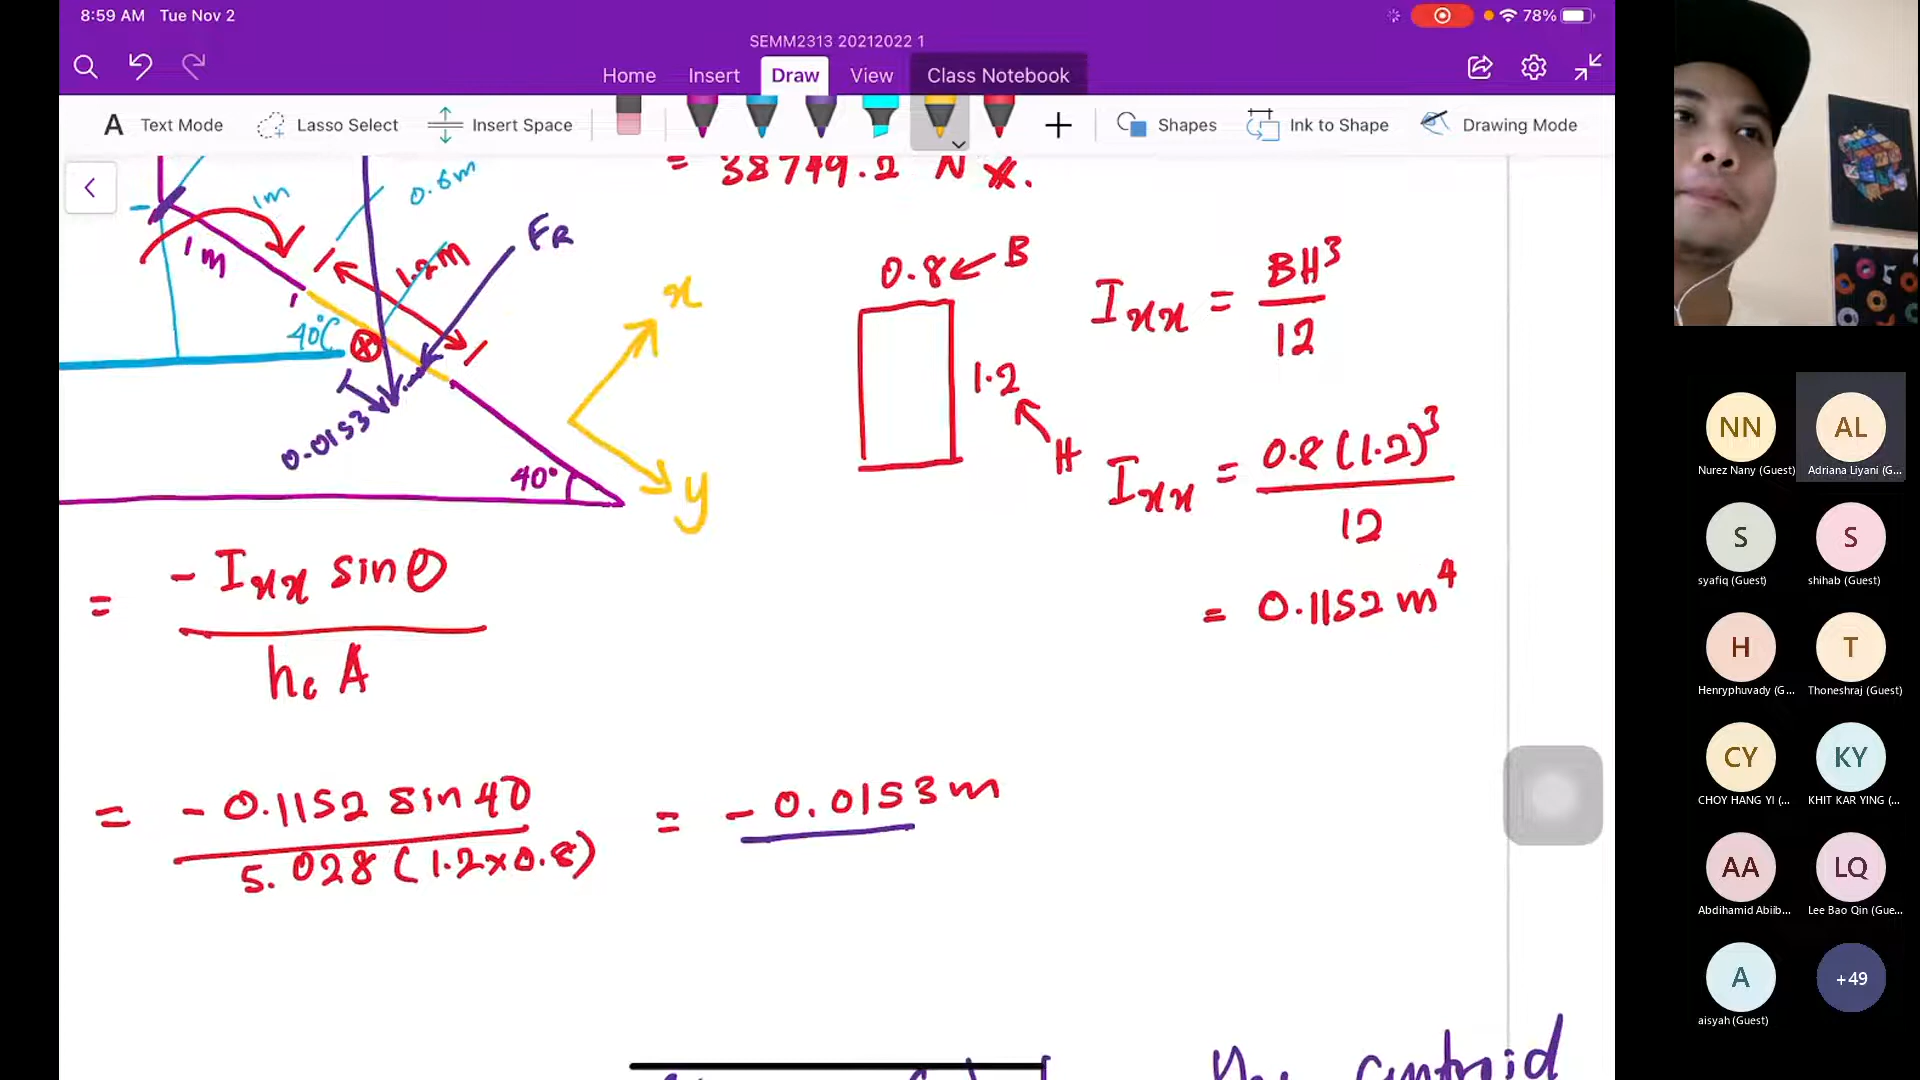 8:59 AM Tue Nov 2
78%
SEMM2313 20212022 1
Home Insert Draw View Class Notebook
A Text Mode Lasso Select Insert Space Shapes Ink to Shape Drawing Mode
= 38749.2 N
1m
0.6m
FR
1m
1.2m
x
40°C
0.0153
40°
y
0.8 ← B
1.2
H
Ixx = BH³
12
Ixx = 0.8(1.2)³
12
= 0.1152 m⁴
= - Ixx sin θ
hc A
= - 0.1152 sin 40 = - 0.0153 m
5.028 (1.2x0.8)
centroid
NN AL
Nurez Nany (Guest) Adriana Liyani (G...
S S
syafiq (Guest) shihab (Guest)
H T
Henryphuvady (G... Thoneshraj (Guest)
CY KY
CHOY HANG YI (... KHIT KAR YING (...
AA LQ
Abdihamid Abiib... Lee Bao Qin (Gue...
A +49
aisyah (Guest)